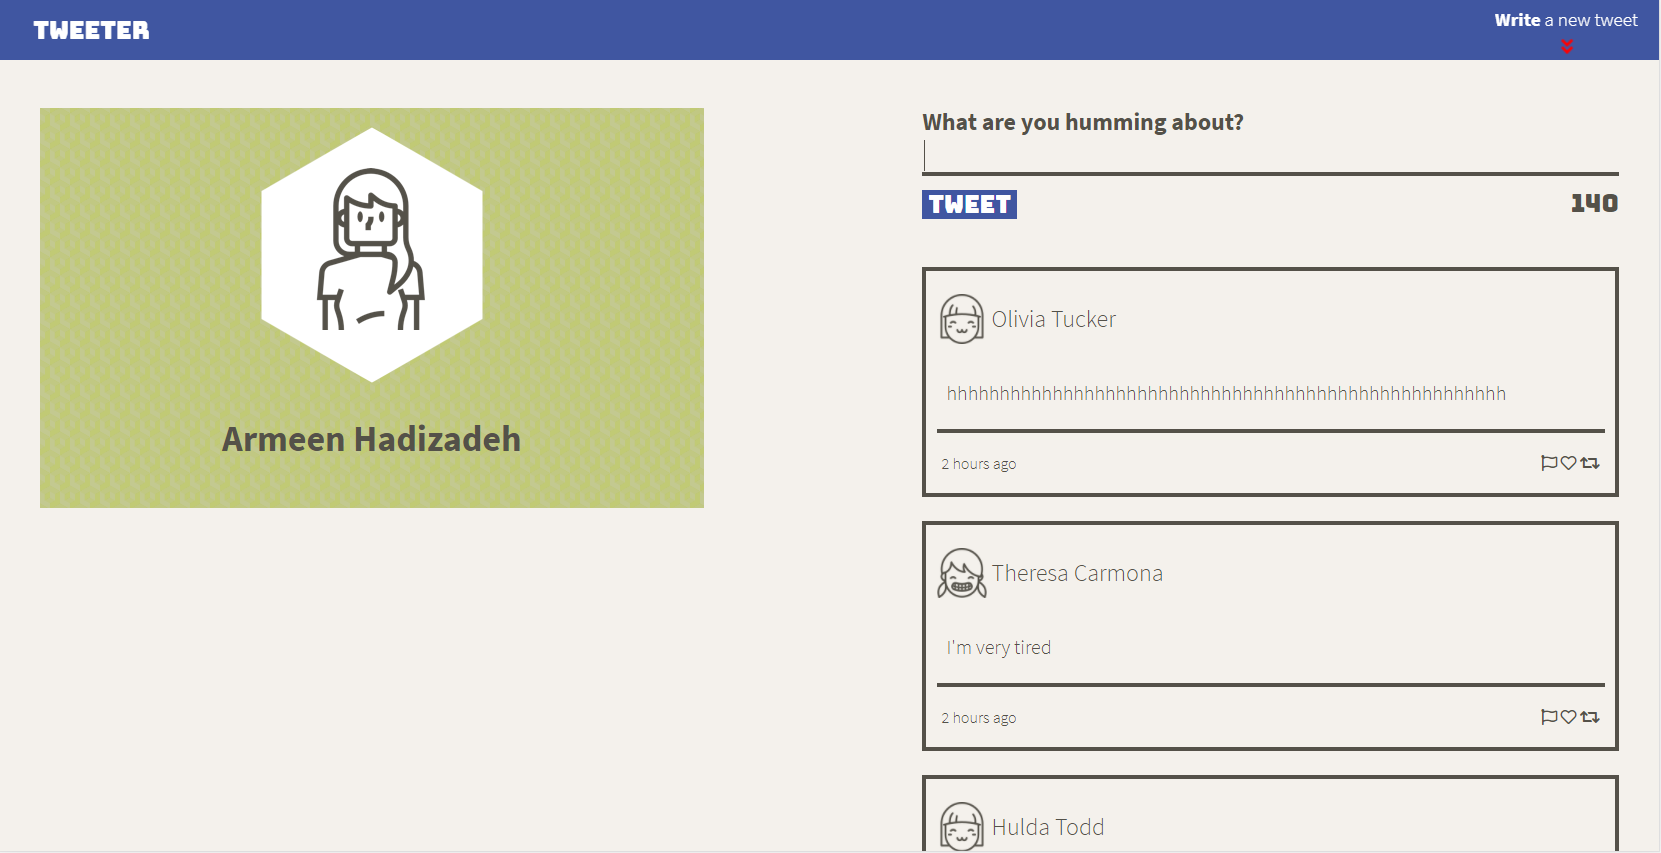 TWEETER
Write a new tweet
Armeen Hadizadeh
What are you humming about?
TWEET
140
Olivia Tucker
hhhhhhhhhhhhhhhhhhhhhhhhhhhhhhhhhhhhhhhhhhhhhhhhhhhhh
2 hours ago
Theresa Carmona
I'm very tired
2 hours ago
Hulda Todd